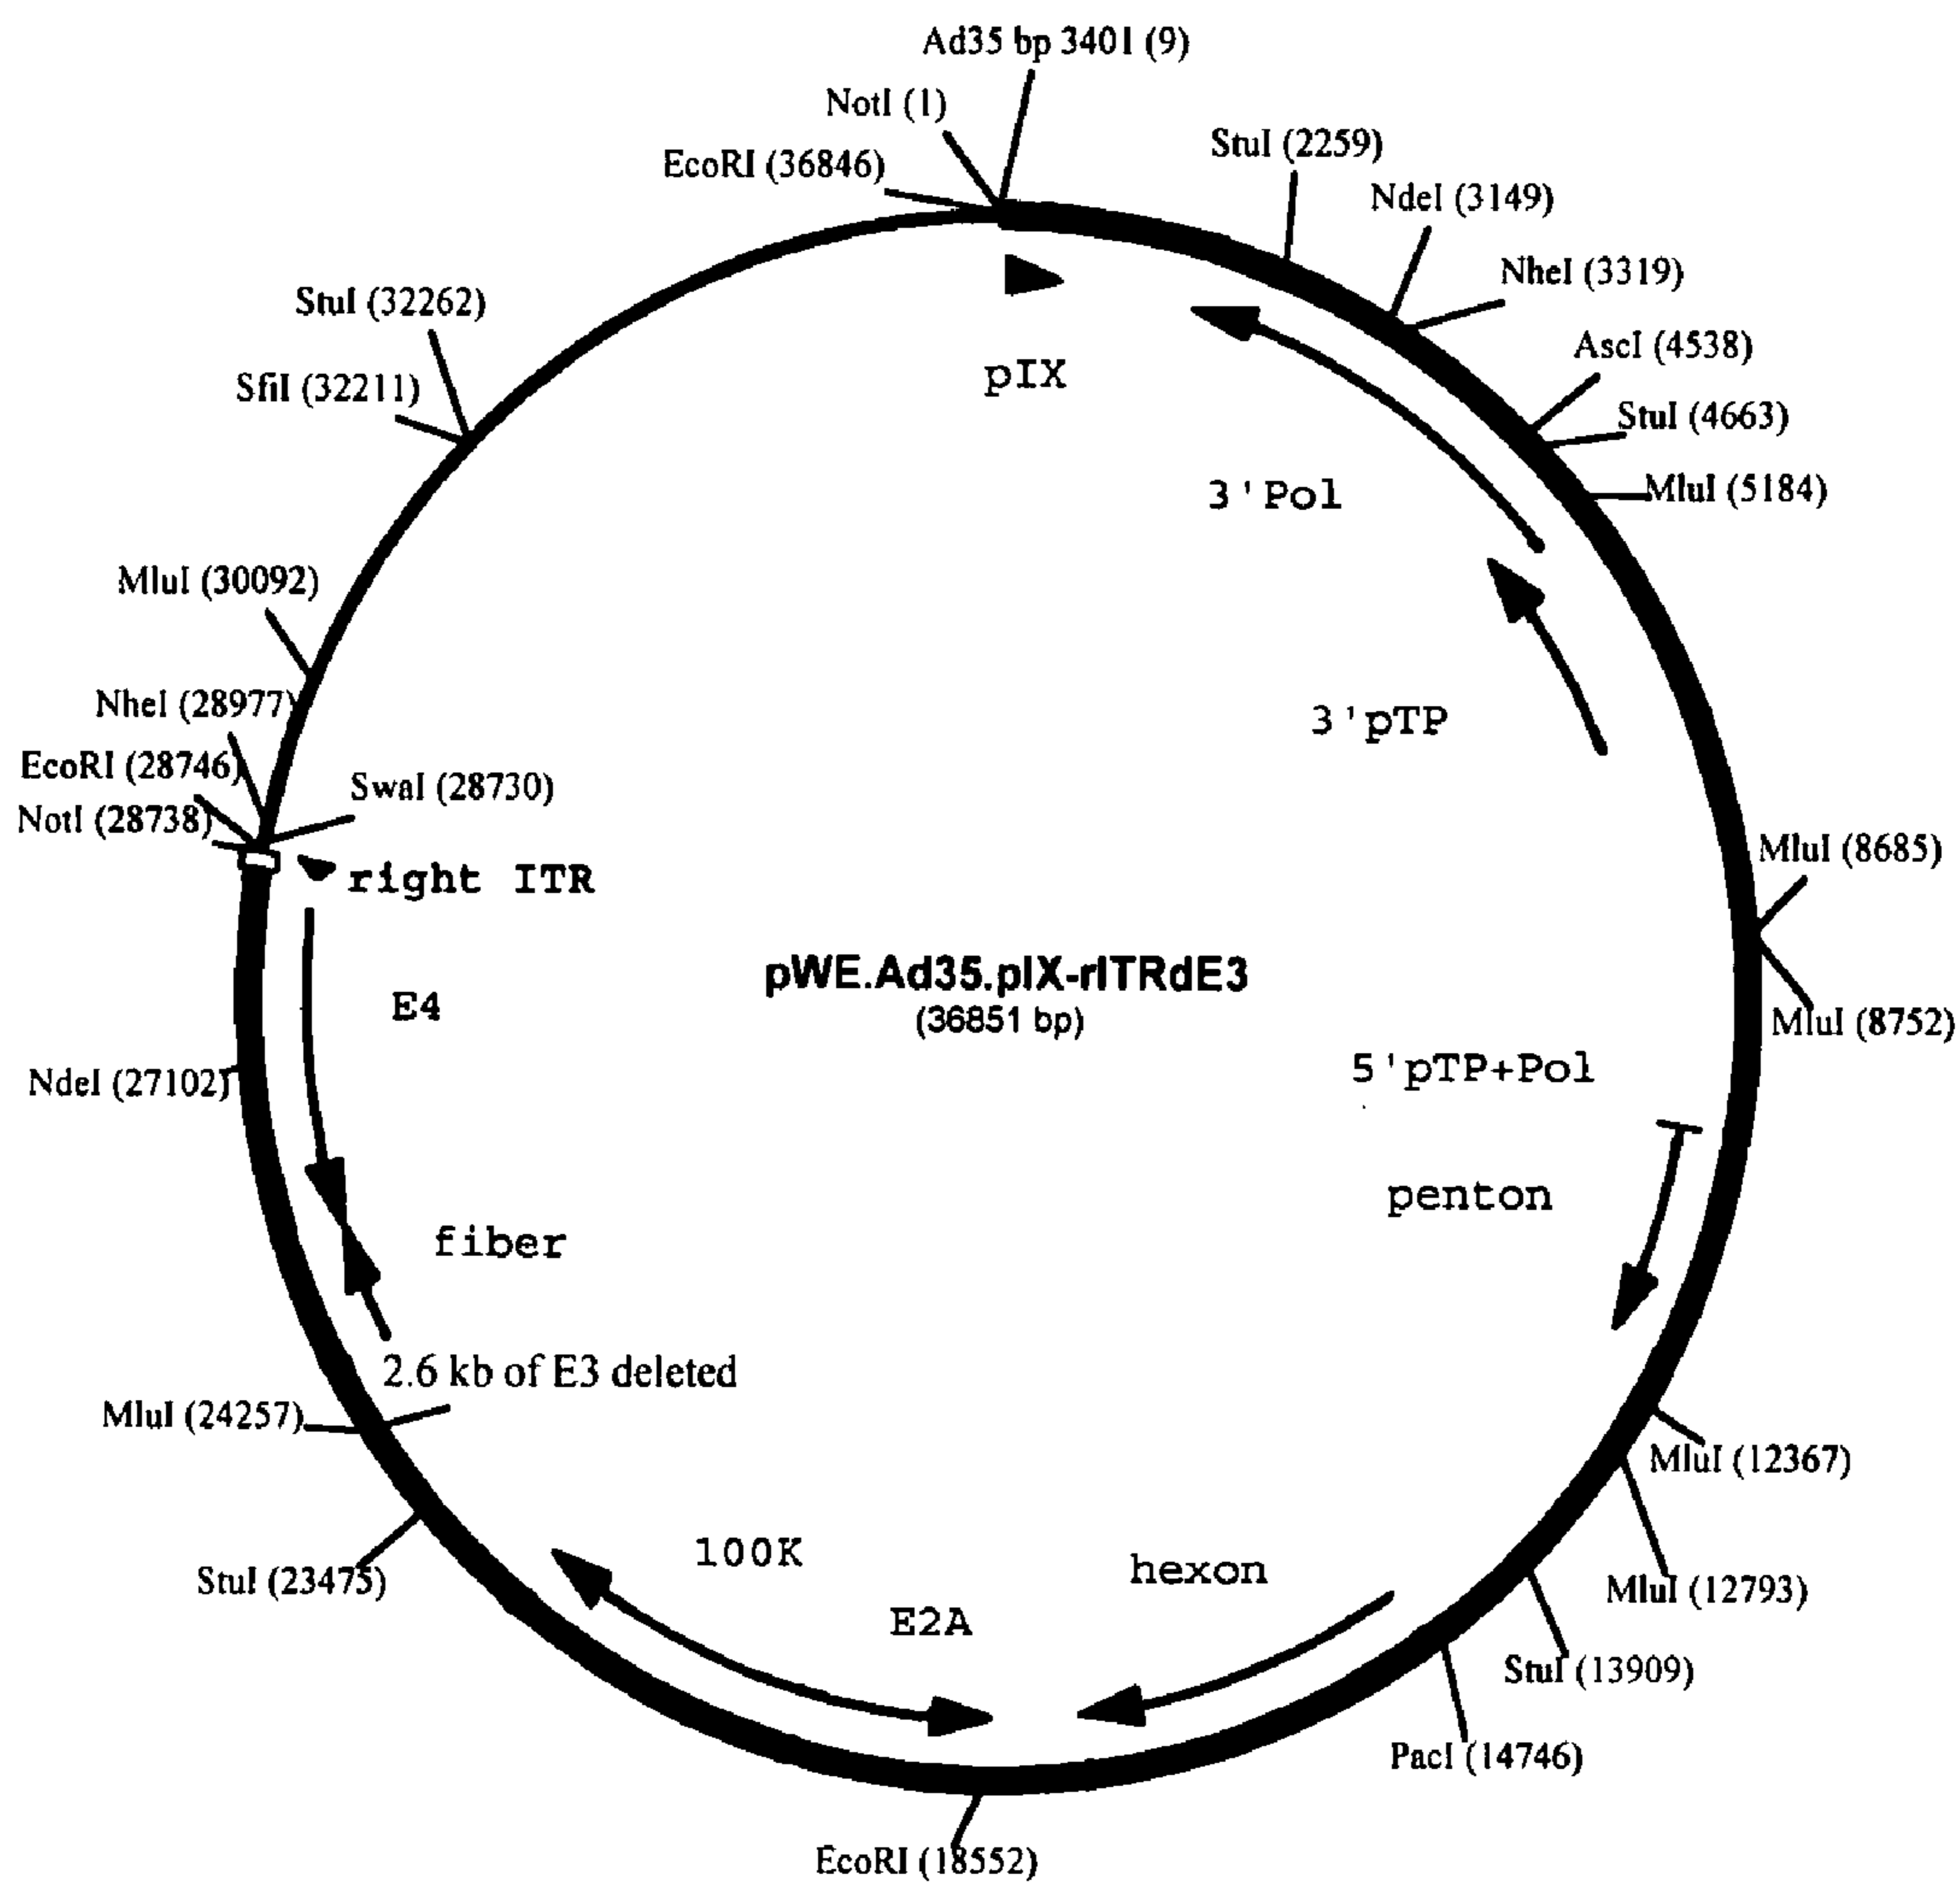 Ad35 bp 3401 (9)
NotI (1)
EcoRI (36846)
StuI (2259)
NdeI (3149)
NheI (3319)
AscI (4538)
StuI (4663)
MluI (5184)
StuI (32262)
SfiI (32211)
pIX
3'Pol
MluI (30092)
NheI (28977)
EcoRI (28746)
NotI (28738)
SwaI (28730)
right ITR
3'pTP
MluI (8685)
MluI (8752)
pWE.Ad35.pIX-rITRdE3
(36851 bp)
E4
NdeI (27102)
5'pTP+Pol
penton
fiber
2.6 kb of E3 deleted
MluI (24257)
MluI (12367)
StuI (23475)
100K
E2A
hexon
MluI (12793)
StuI (13909)
PacI (14746)
EcoRI (18552)